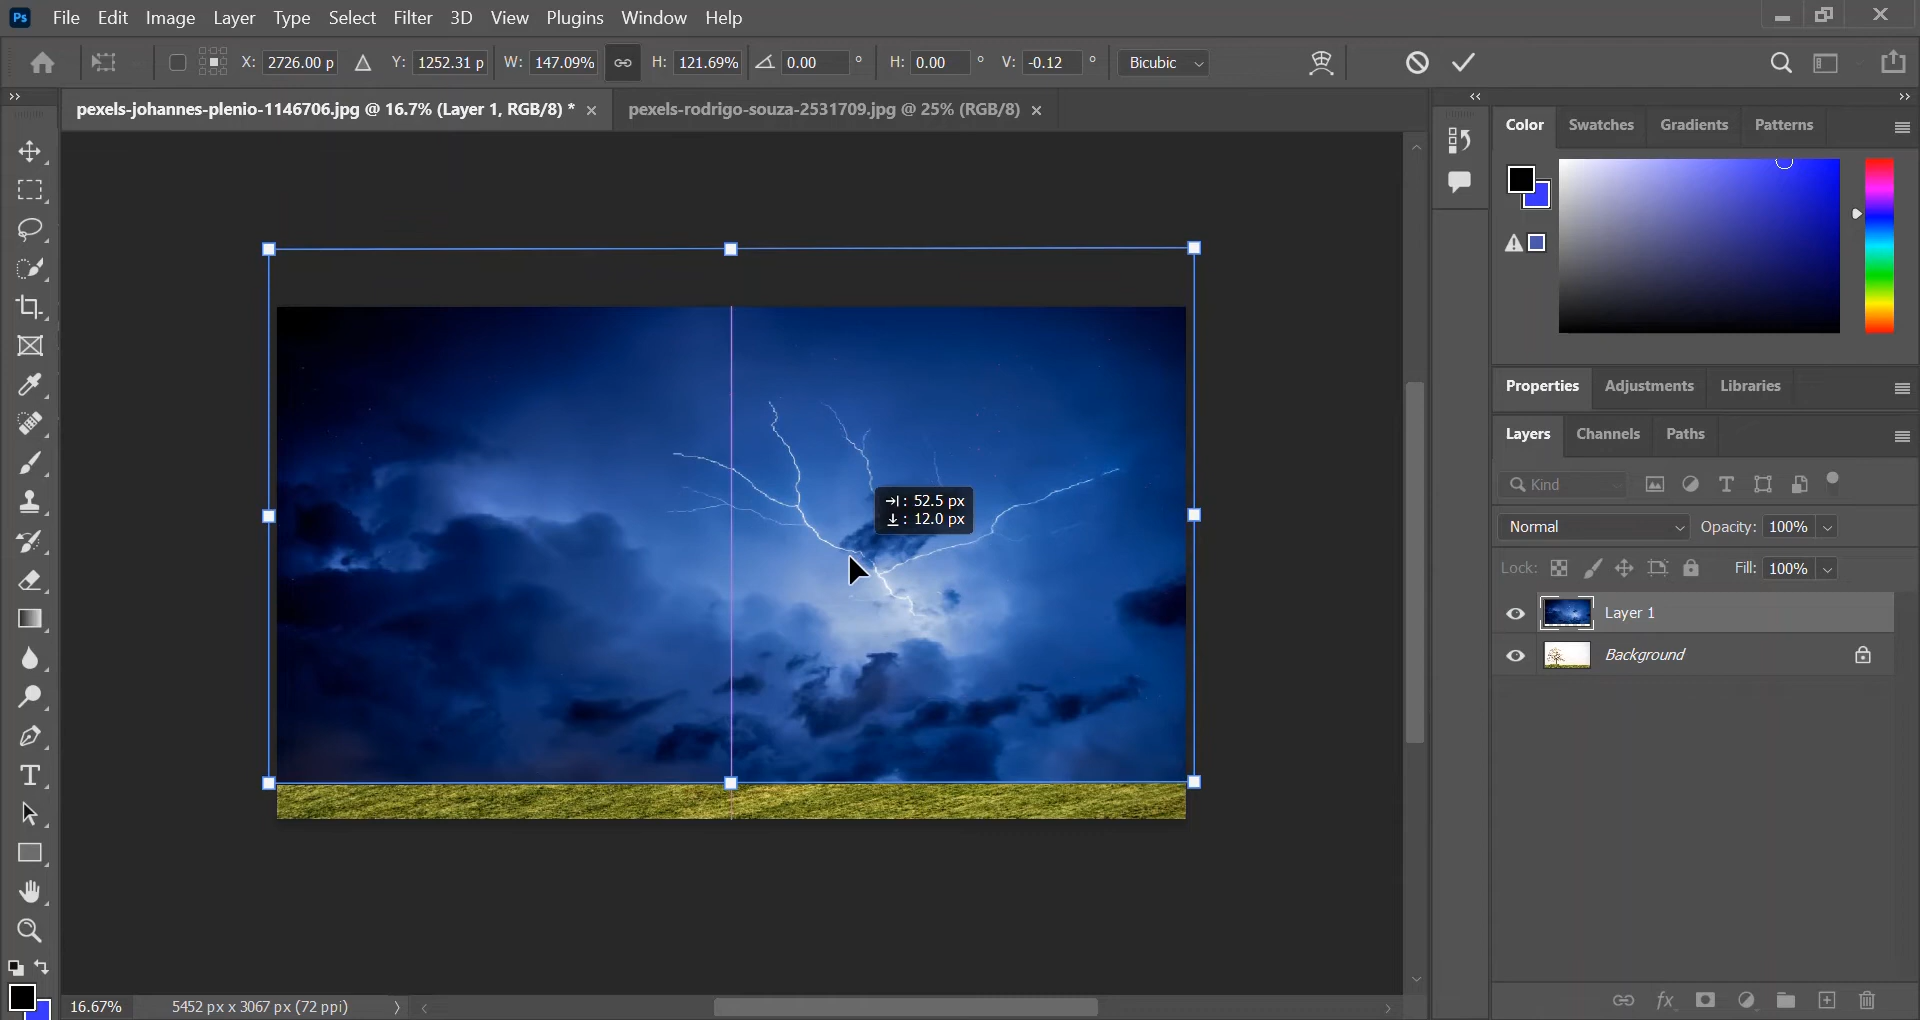 Ps File Edit Image Layer Type Select Filter 3D View Plugins Window Help
X: 2726.00 p Y: 1252.31 p W: 147.09% H: 121.69% 0.00 ° H: 0.00 ° V: -0.12 ° Bicubic
pexels-johannes-plenio-1146706.jpg @ 16.7% (Layer 1, RGB/8) * pexels-rodrigo-souza-2531709.jpg @ 25% (RGB/8)
Color Swatches Gradients Patterns
Properties Adjustments Libraries
Layers Channels Paths
Kind
: 52.5 px
: 12.0 px
Normal Opacity: 100%
Lock: Fill: 100%
Layer 1
Background
fx
16.67% 5452 px x 3067 px (72 ppi)